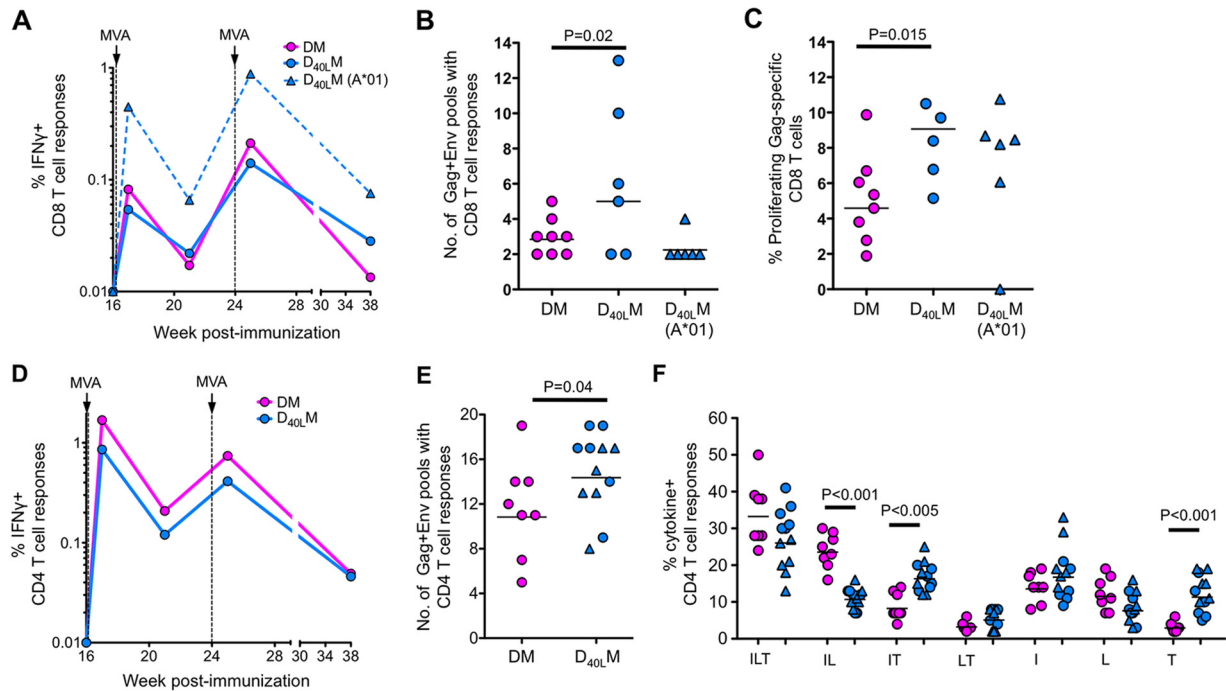 A
MVA
MVA
DM
D40LM
D40LM (A*01)
% IFNγ+
CD8 T cell responses
1
0.1
0.01
16
20
24
28
30
34
38
Week post-immunization
B
P=0.02
No. of Gag+Env pools with
CD8 T cell responses
14
12
10
8
6
4
2
0
DM
D40LM
D40LM
(A*01)
C
P=0.015
% Proliferating Gag-specific
CD8 T cells
14
12
10
8
6
4
2
0
DM
D40LM
D40LM
(A*01)
D
MVA
MVA
DM
D40LM
% IFNγ+
CD4 T cell responses
1
0.1
0.01
16
20
24
28
30
34
38
Week post-immunization
E
P=0.04
No. of Gag+Env pools with
CD4 T cell responses
20
16
12
8
4
0
DM
D40LM
F
% cytokine+
CD4 T cell responses
60
50
40
30
20
10
0
P<0.001
P<0.005
P<0.001
ILT
IL
IT
LT
I
L
T